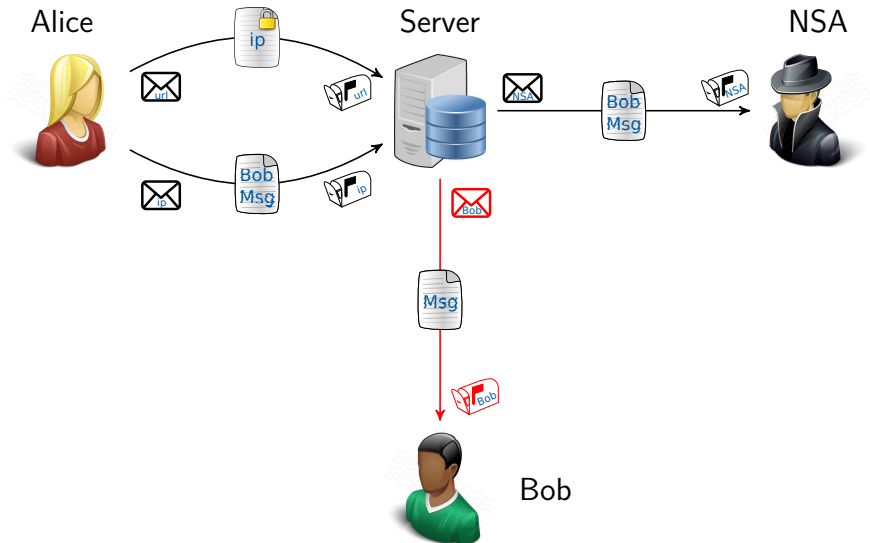 Alice
Server
NSA
ip
url
url
NSA
NSA
Bob
Msg
Bob
Msg
ip
ip
Bob
Msg
Bob
Bob